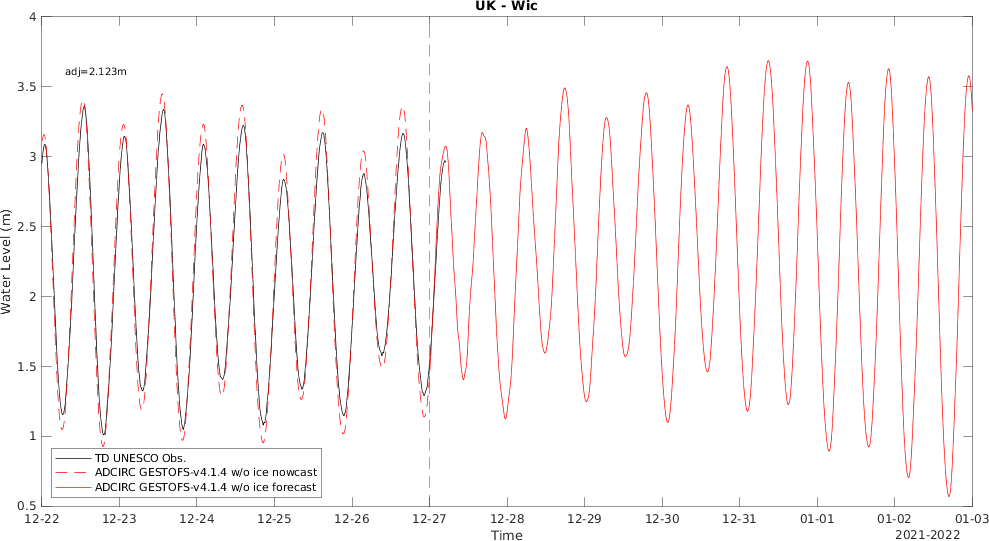 UK - Wic
adj=2.123m
4
3.5
3
2.5
2
1.5
1
0.5
Water Level (m)
TD UNESCO Obs.
ADCIRC GESTOFS-v4.1.4 w/o ice nowcast
ADCIRC GESTOFS-v4.1.4 w/o ice forecast
12-22 12-23 12-24 12-25 12-26 12-27 12-28 12-29 12-30 12-31 01-01 01-02 01-03
Time
2021-2022